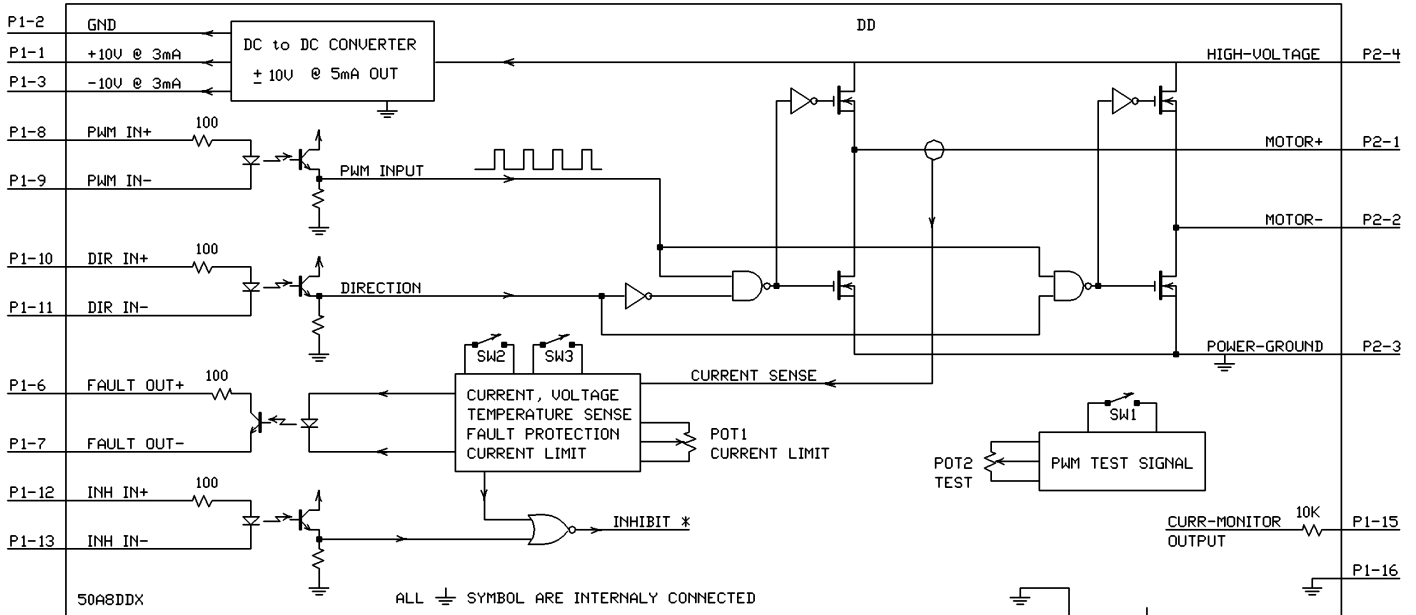 P1-2 GND
P1-1 +10V @ 3mA
P1-3 -10V @ 3mA
DC to DC CONVERTER
± 10V @ 5mA OUT
DD
HIGH-VOLTAGE P2-4
P1-8 PWM IN+ 100
P1-9 PWM IN-
PWM INPUT
MOTOR+ P2-1
MOTOR- P2-2
P1-10 DIR IN+ 100
P1-11 DIR IN-
DIRECTION
POWER-GROUND P2-3
SW2 SW3
CURRENT SENSE
P1-6 FAULT OUT+ 100
P1-7 FAULT OUT-
CURRENT, VOLTAGE
TEMPERATURE SENSE
FAULT PROTECTION
CURRENT LIMIT
POT1
CURRENT LIMIT
SW1
POT2
TEST
PWM TEST SIGNAL
P1-12 INH IN+ 100
P1-13 INH IN-
INHIBIT *
CURR-MONITOR 10K P1-15
OUTPUT
P1-16
50A8DDX
ALL SYMBOL ARE INTERNALY CONNECTED